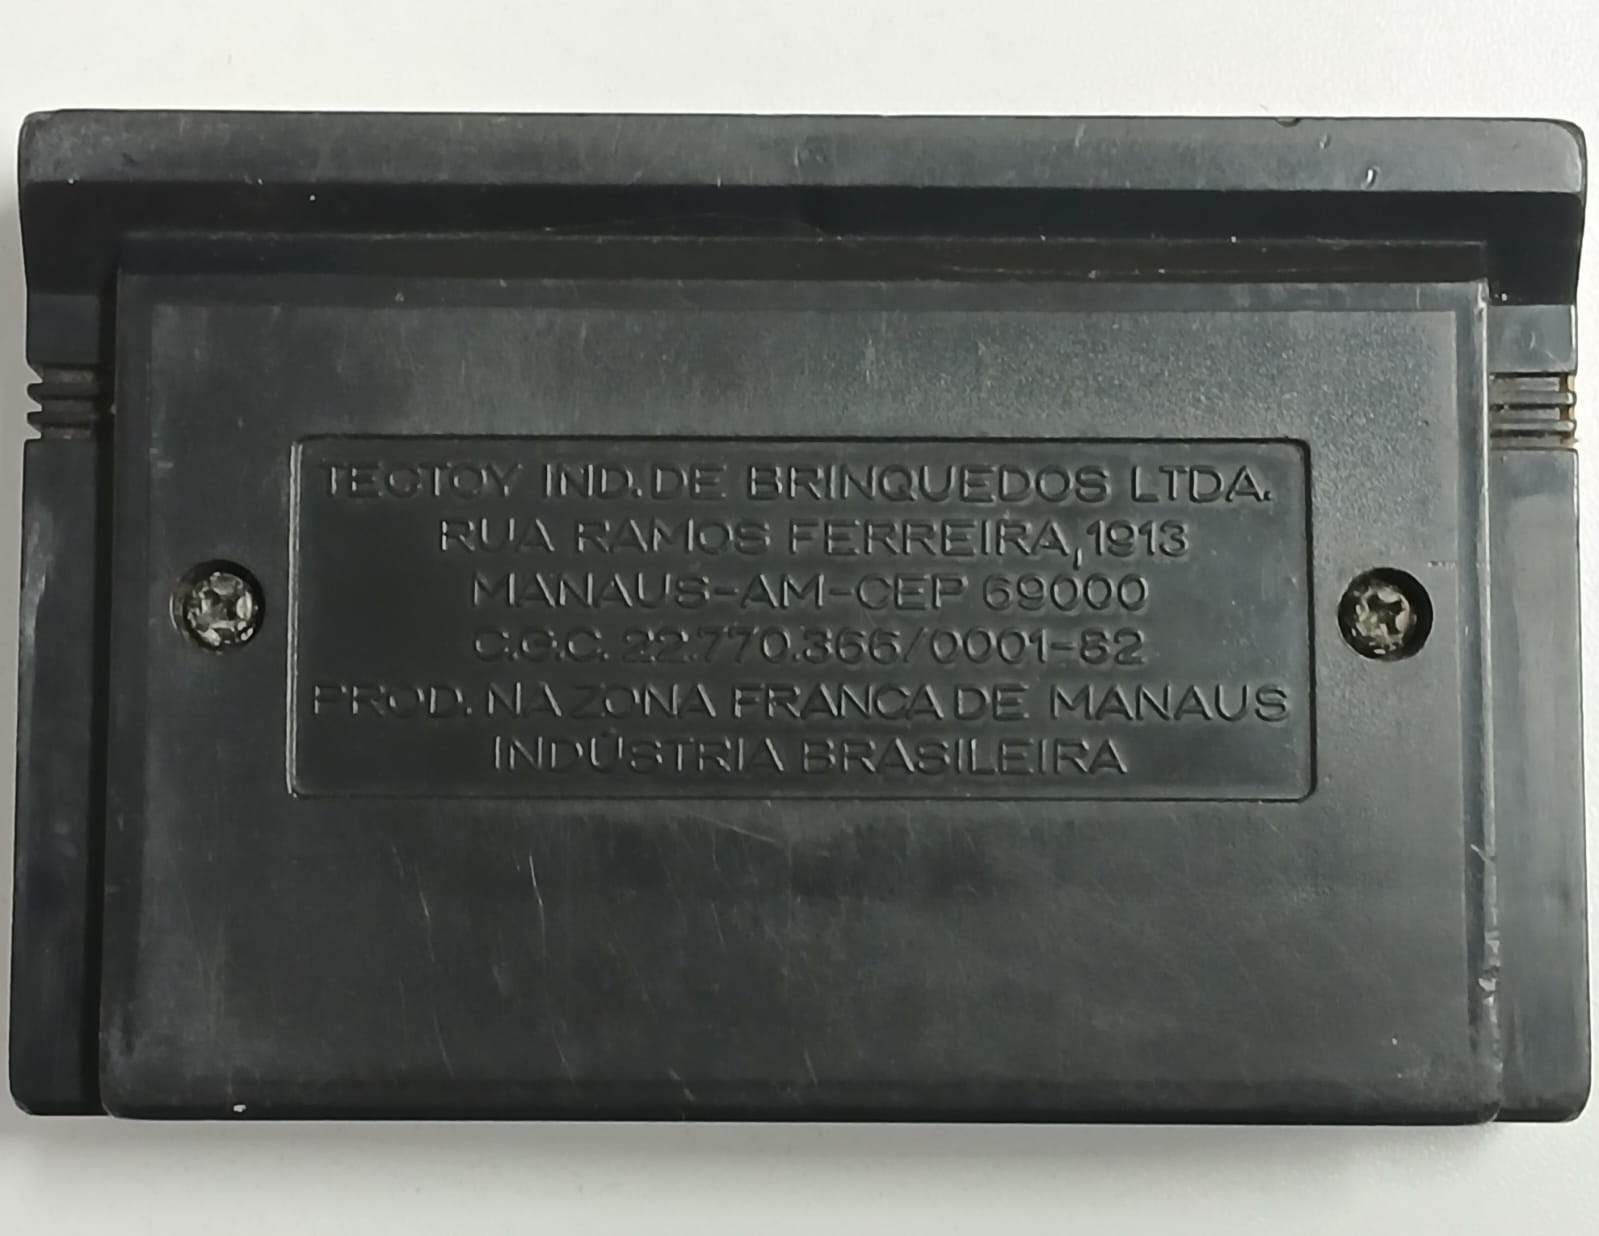 TECTOY IND. DE BRINQUEDOS LTDA.
RUA RAMOS FERREIRA, 1913
MANAUS-AM-CEP 69000
C.G.C. 22.770.366/0001-82
PROD. NA ZONA FRANCA DE MANAUS
INDÚSTRIA BRASILEIRA